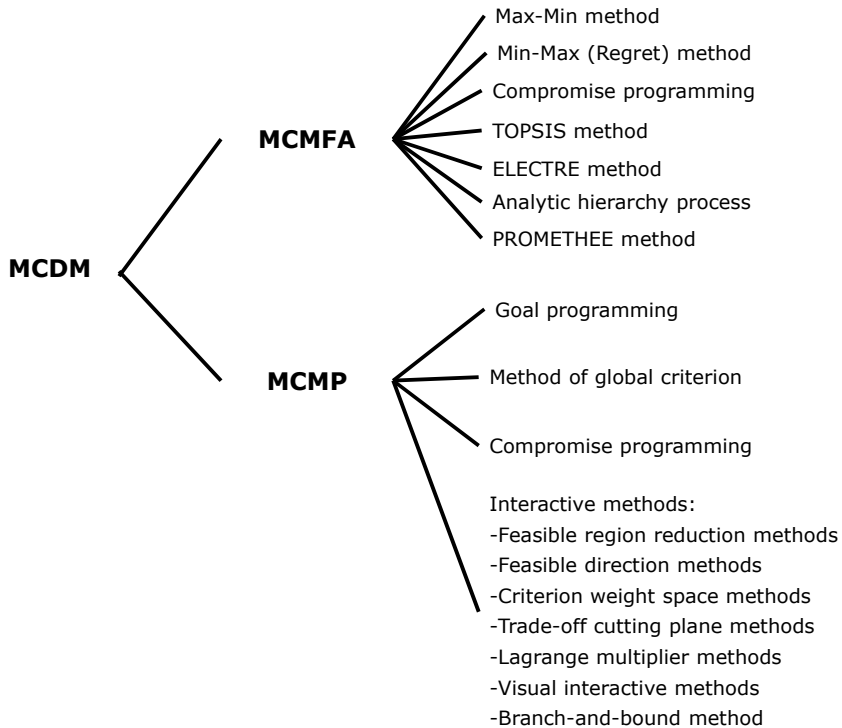 Max-Min method
Min-Max (Regret) method
Compromise programming
MCMFA
TOPSIS method
ELECTRE method
Analytic hierarchy process
PROMETHEE method
MCDM
Goal programming
MCMP
Method of global criterion
Compromise programming
Interactive methods:
-Feasible region reduction methods
-Feasible direction methods
-Criterion weight space methods
-Trade-off cutting plane methods
-Lagrange multiplier methods
-Visual interactive methods
-Branch-and-bound method